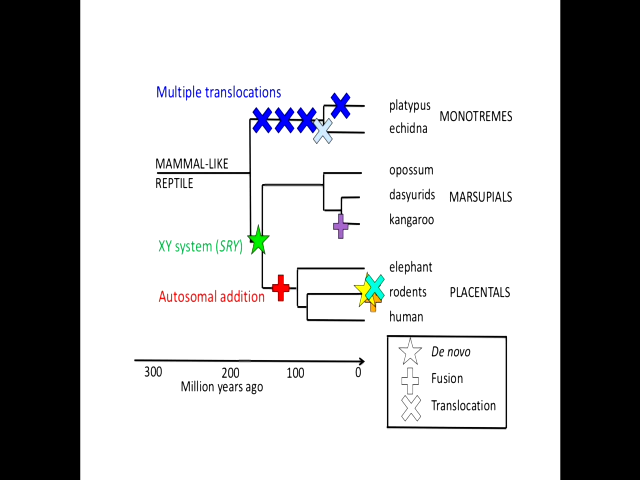 Multiple translocations
platypus
echidna
MONOTREMES
MAMMAL-LIKE
REPTILE
opossum
dasyurids
kangaroo
MARSUPIALS
XY system (SRY)
elephant
rodents
human
PLACENTALS
Autosomal addition
300 200 100 0
Million years ago
De novo
Fusion
Translocation